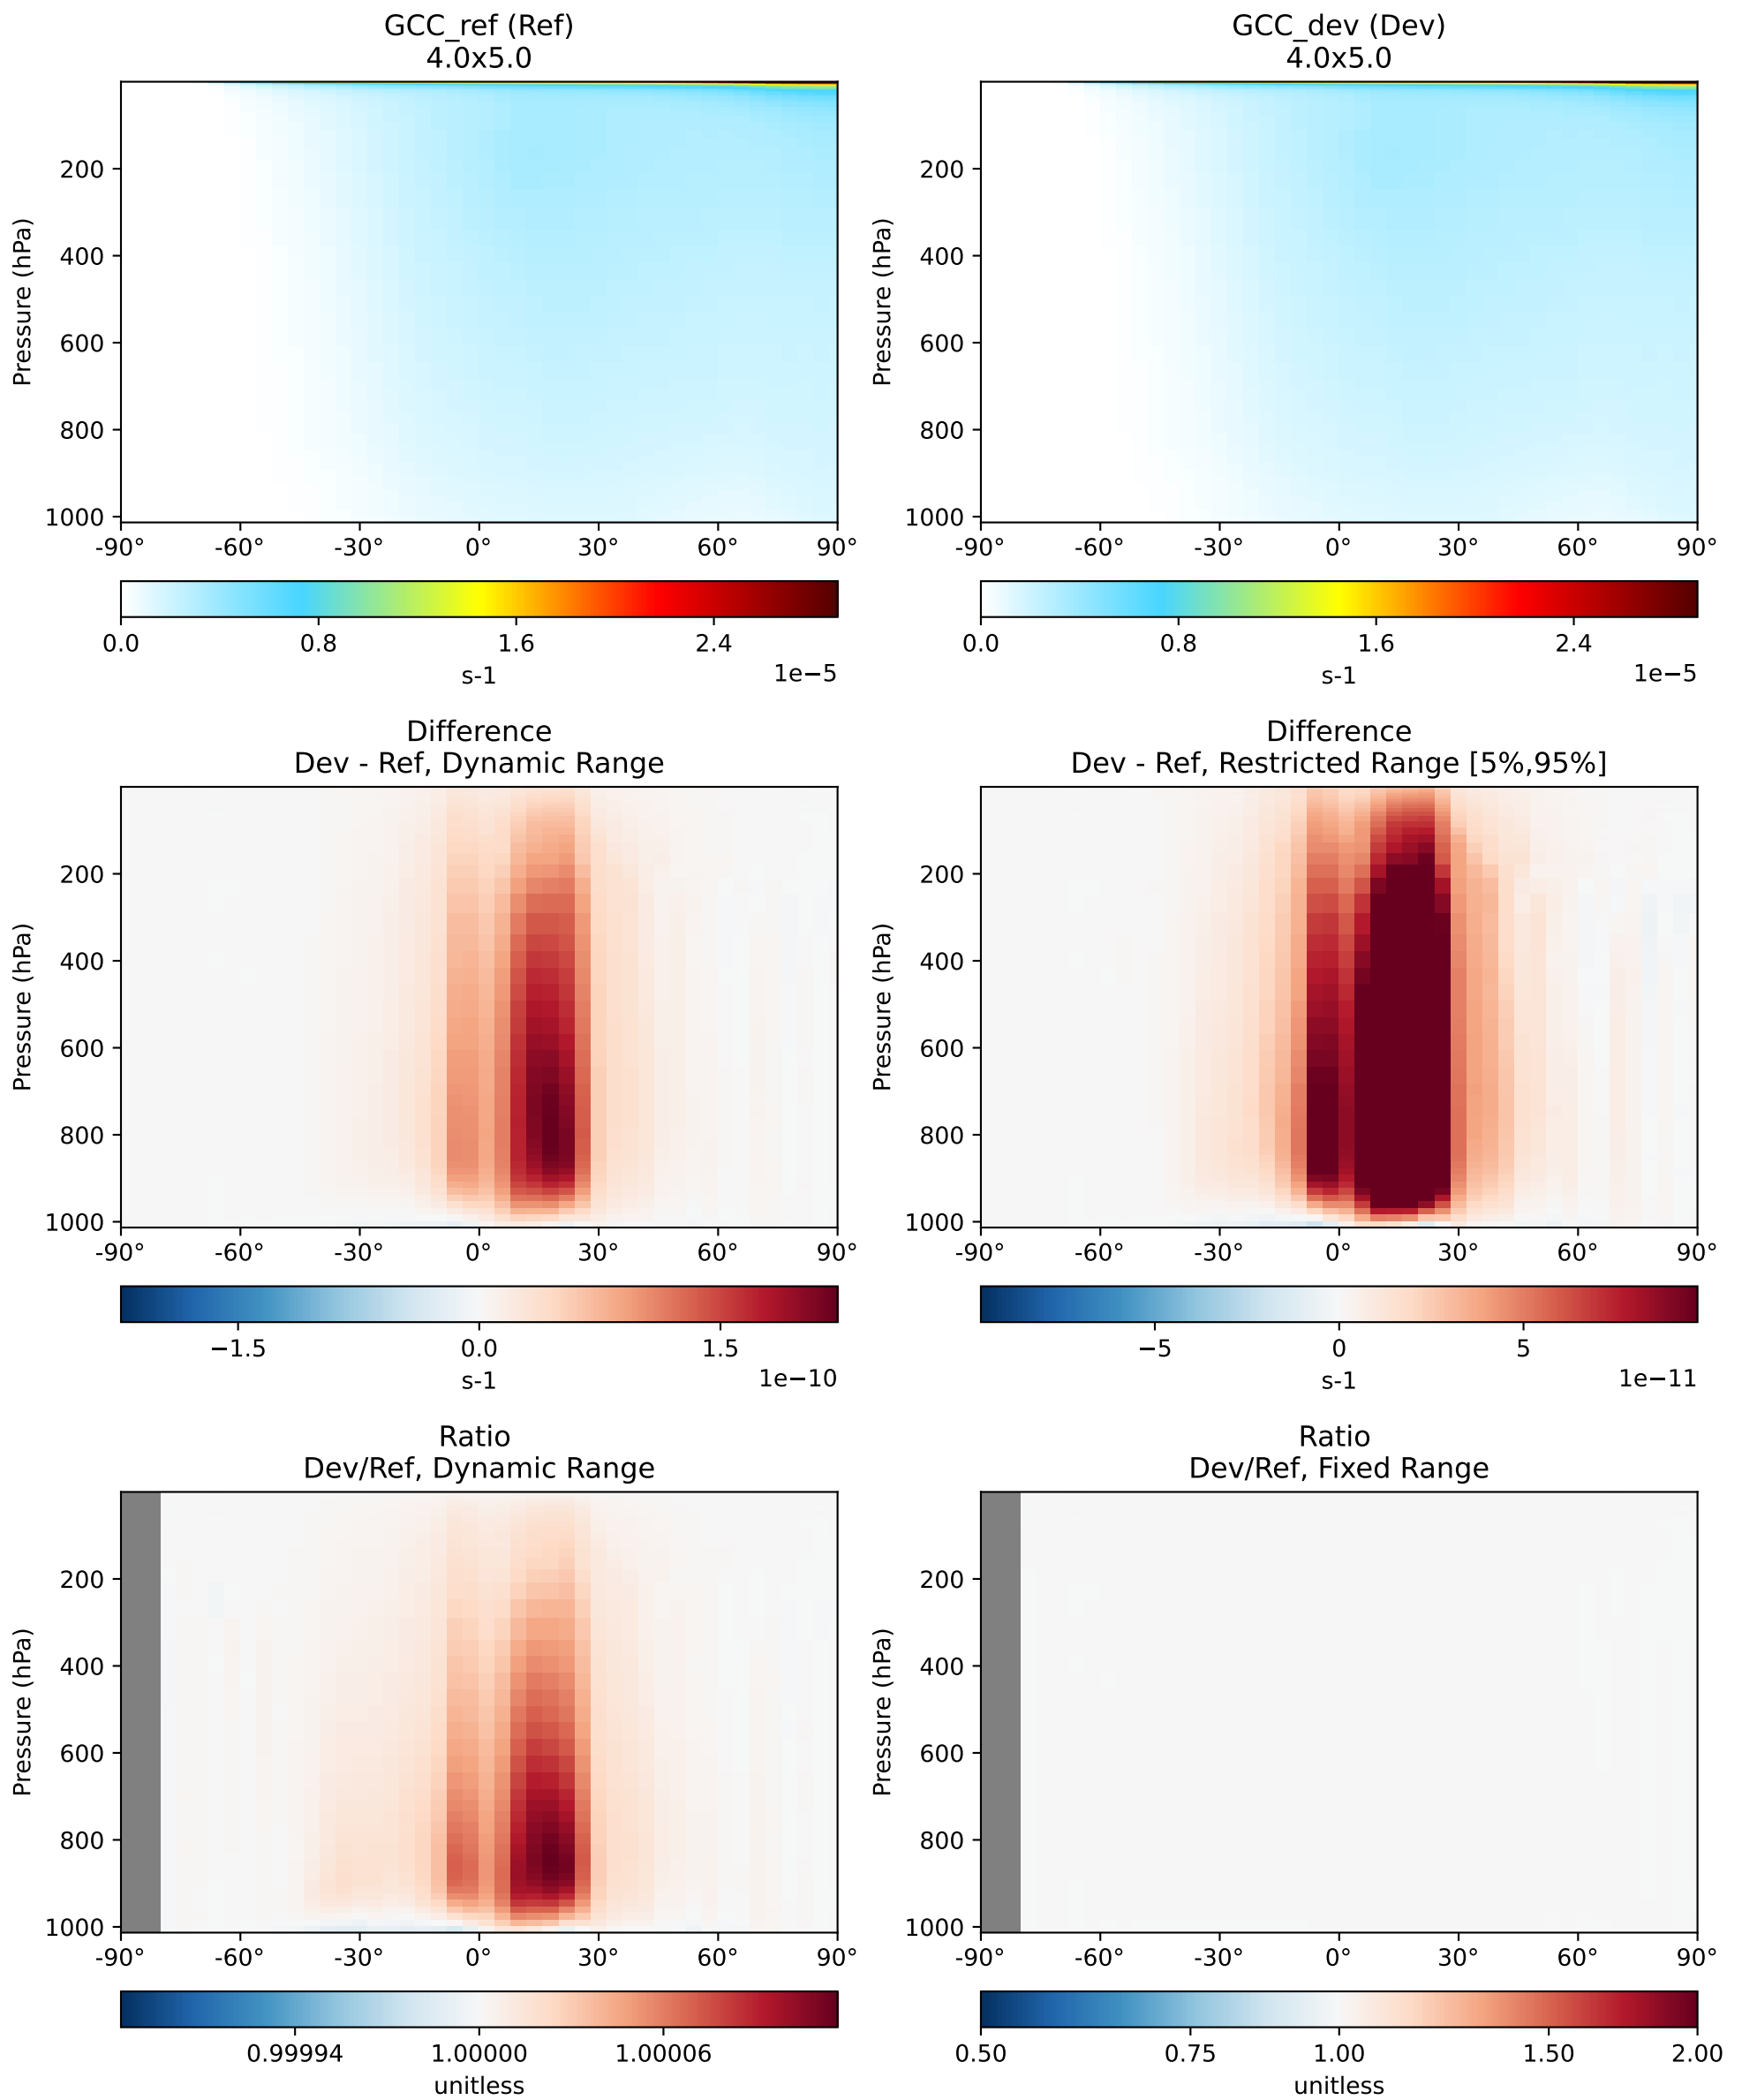 GCC_ref (Ref)
4.0x5.0
Pressure (hPa)
200
400
600
800
1000
-90° -60° -30° 0° 30° 60° 90°
0.0 0.8 1.6 2.4
s-1
1e−5
GCC_dev (Dev)
4.0x5.0
Pressure (hPa)
200
400
600
800
1000
-90° -60° -30° 0° 30° 60° 90°
0.0 0.8 1.6 2.4
s-1
1e−5
Difference
Dev - Ref, Dynamic Range
Pressure (hPa)
200
400
600
800
1000
-90° -60° -30° 0° 30° 60° 90°
−1.5 0.0 1.5
s-1
1e−10
Difference
Dev - Ref, Restricted Range [5%,95%]
Pressure (hPa)
200
400
600
800
1000
-90° -60° -30° 0° 30° 60° 90°
−5 0 5
s-1
1e−11
Ratio
Dev/Ref, Dynamic Range
Pressure (hPa)
200
400
600
800
1000
-90° -60° -30° 0° 30° 60° 90°
0.99994 1.00000 1.00006
unitless
Ratio
Dev/Ref, Fixed Range
Pressure (hPa)
200
400
600
800
1000
-90° -60° -30° 0° 30° 60° 90°
0.50 0.75 1.00 1.50 2.00
unitless